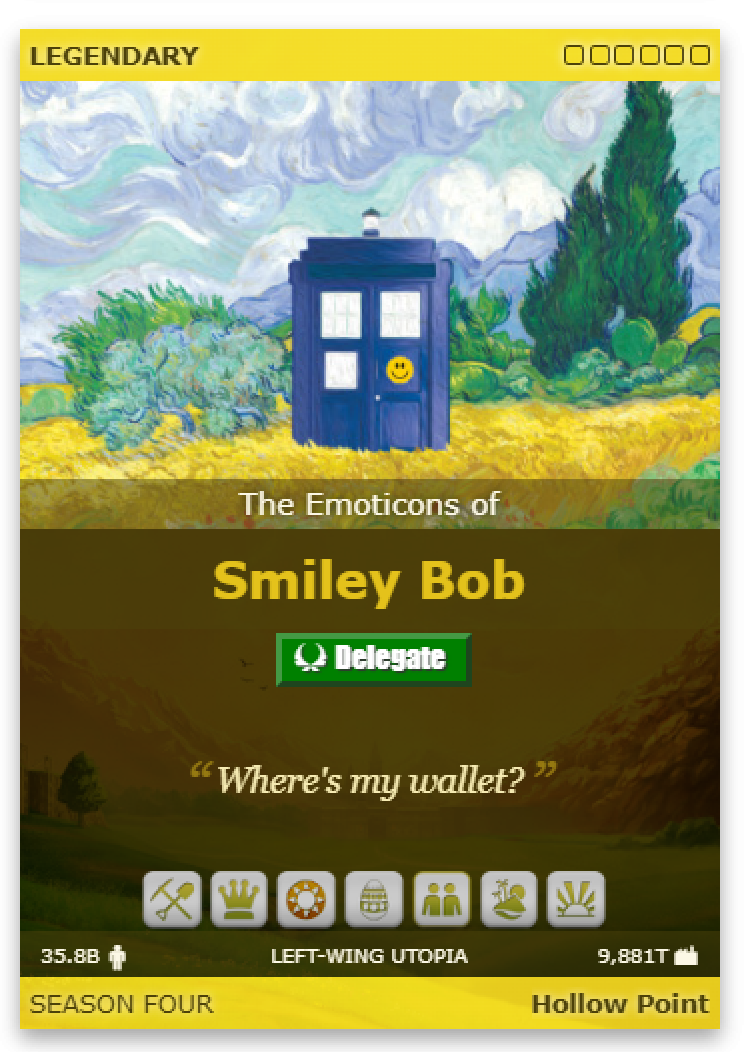 LEGENDARY
The Emoticons of
Smiley Bob
Delegate
“Where's my wallet?”
35.8B LEFT-WING UTOPIA 9,881T
SEASON FOUR Hollow Point